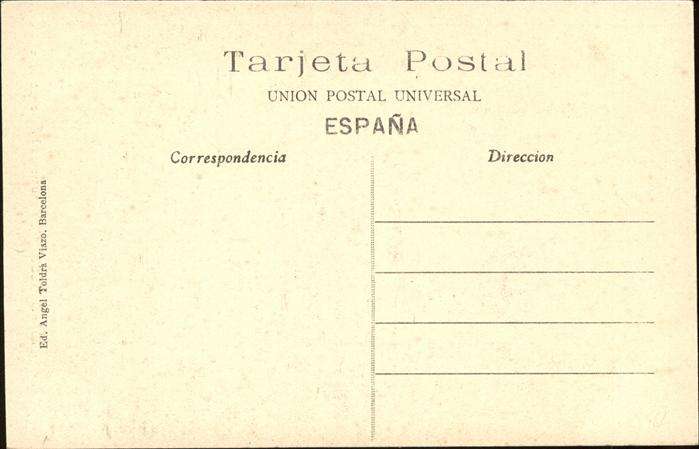 Tarjeta Postal
UNION POSTAL UNIVERSAL
ESPAÑA
Correspondencia
Direccion
Ed. Angel Toldrá Viazo. Barcelona